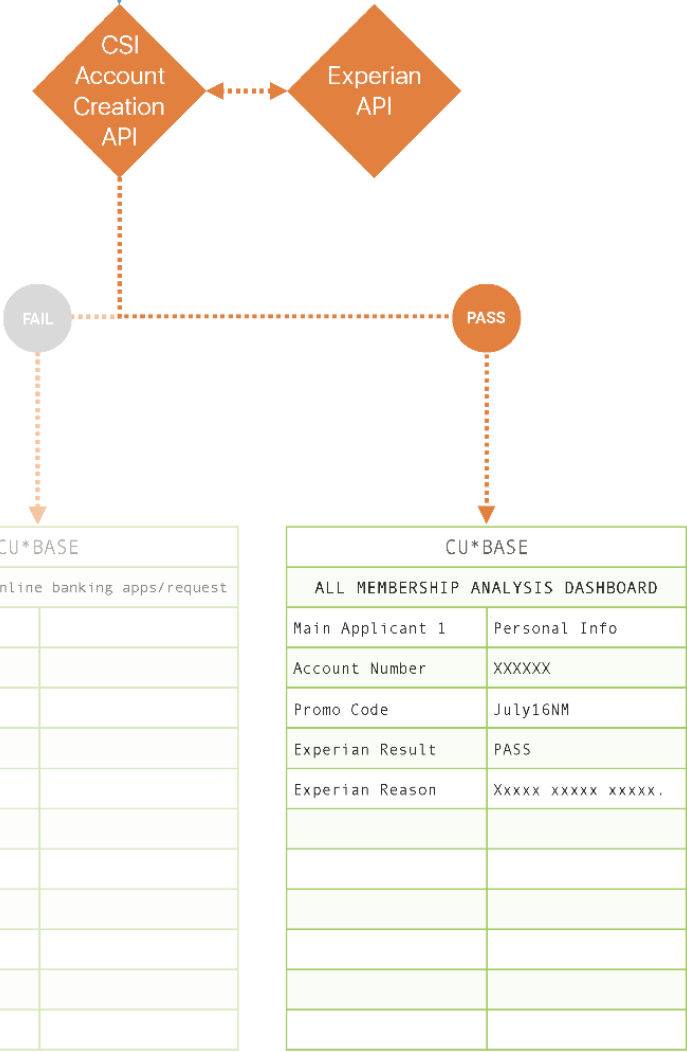 CSI
Account
Creation
API
Experian
API
FAIL
PASS
CU*BASE
nline banking apps/request
CU*BASE
ALL MEMBERSHIP ANALYSIS DASHBOARD
Main Applicant 1 Personal Info
Account Number XXXXXX
Promo Code July16NM
Experian Result PASS
Experian Reason Xxxxx xxxxx xxxxx.